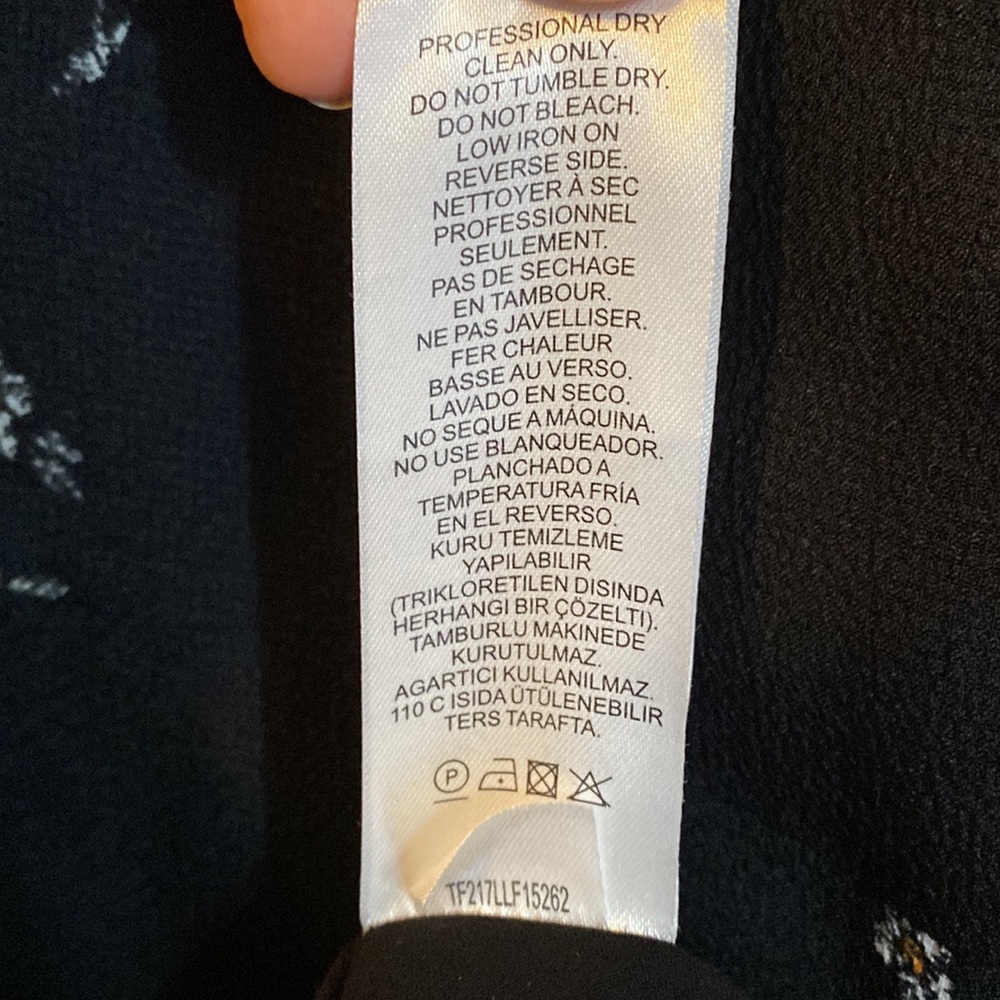 PROFESSIONAL DRY
CLEAN ONLY.
DO NOT TUMBLE DRY.
DO NOT BLEACH.
LOW IRON ON
REVERSE SIDE.
NETTOYER À SEC
PROFESSIONNEL
SEULEMENT.
PAS DE SECHAGE
EN TAMBOUR.
NE PAS JAVELLISER.
FER CHALEUR
BASSE AU VERSO.
LAVADO EN SECO.
NO SEQUE A MÁQUINA.
NO USE BLANQUEADOR.
PLANCHADO A
TEMPERATURA FRÍA
EN EL REVERSO.
KURU TEMIZLEME
YAPILABILIR
(TRIKLORETILEN DISINDA
HERHANGI BIR ÇÖZELTI).
TAMBURLU MAKINEDE
KURUTULMAZ.
AGARTICI KULLANILMAZ.
110 C ISIDA ÜTÜLENEBILIR
TERS TARAFTA.
P
TF217LLF15262